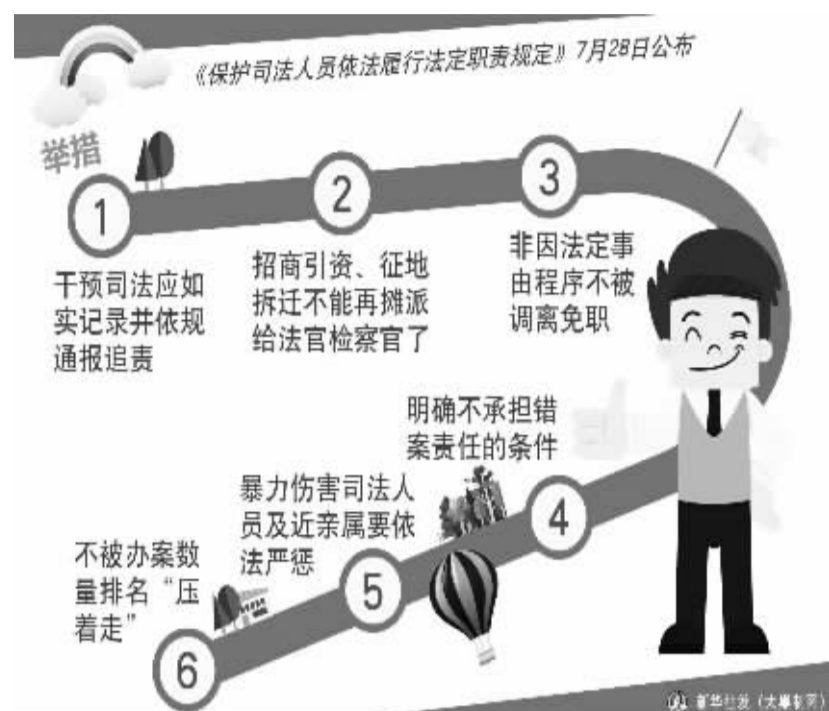 《保护司法人员依法履行法定职责规定》7月28日公布
举措
1
干预司法应如
实记录并依规
通报追责
2
招商引资、征地
拆迁不能再摊派
给法官检察官了
3
非因法定事
由程序不被
调离免职
4
明确不承担错
案责任的条件
5
暴力伤害司法人
员及近亲属要依
法严惩
6
不被办案数
量排名“压
着走”
新华社发